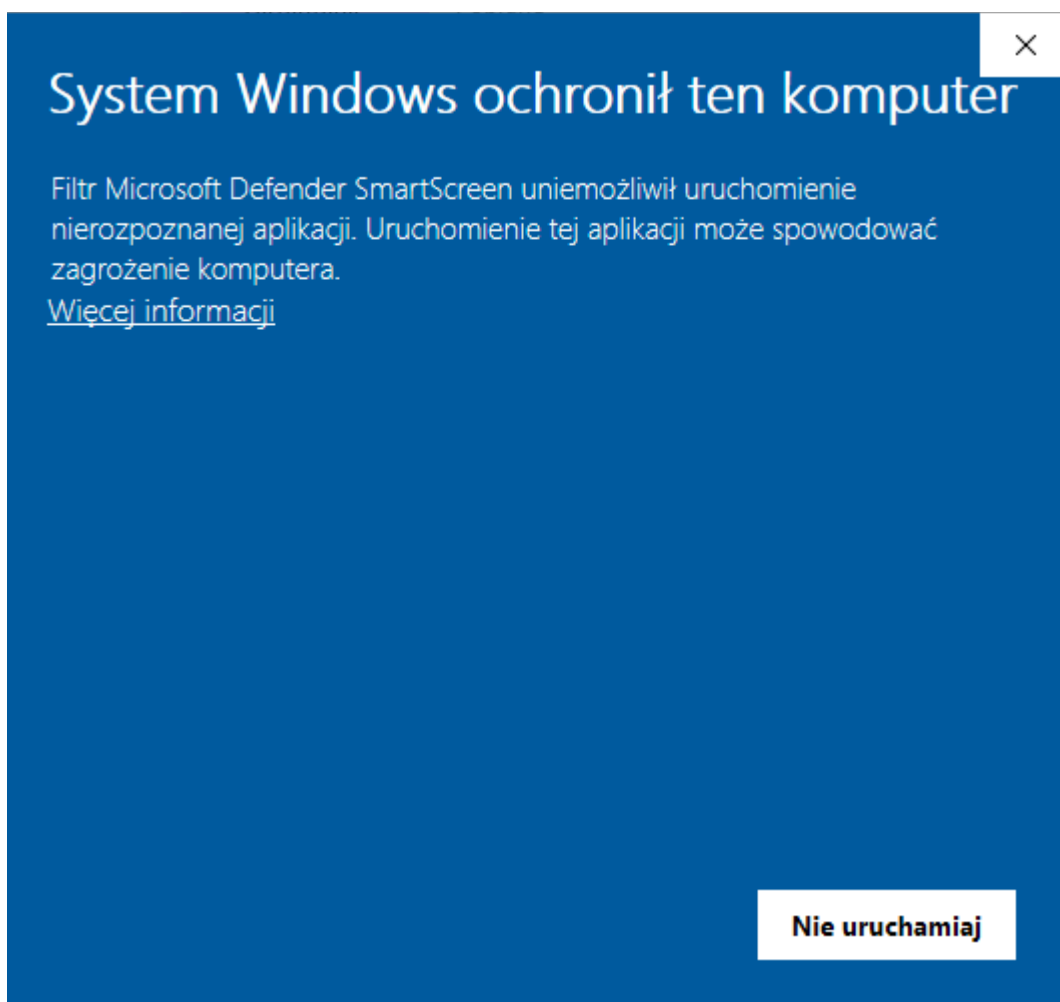 System Windows ochronił ten komputer
Filtr Microsoft Defender SmartScreen uniemożliwił uruchomienie
nierozpoznanej aplikacji. Uruchomienie tej aplikacji może spowodować
zagrożenie komputera.
Więcej informacji
Nie uruchamiaj